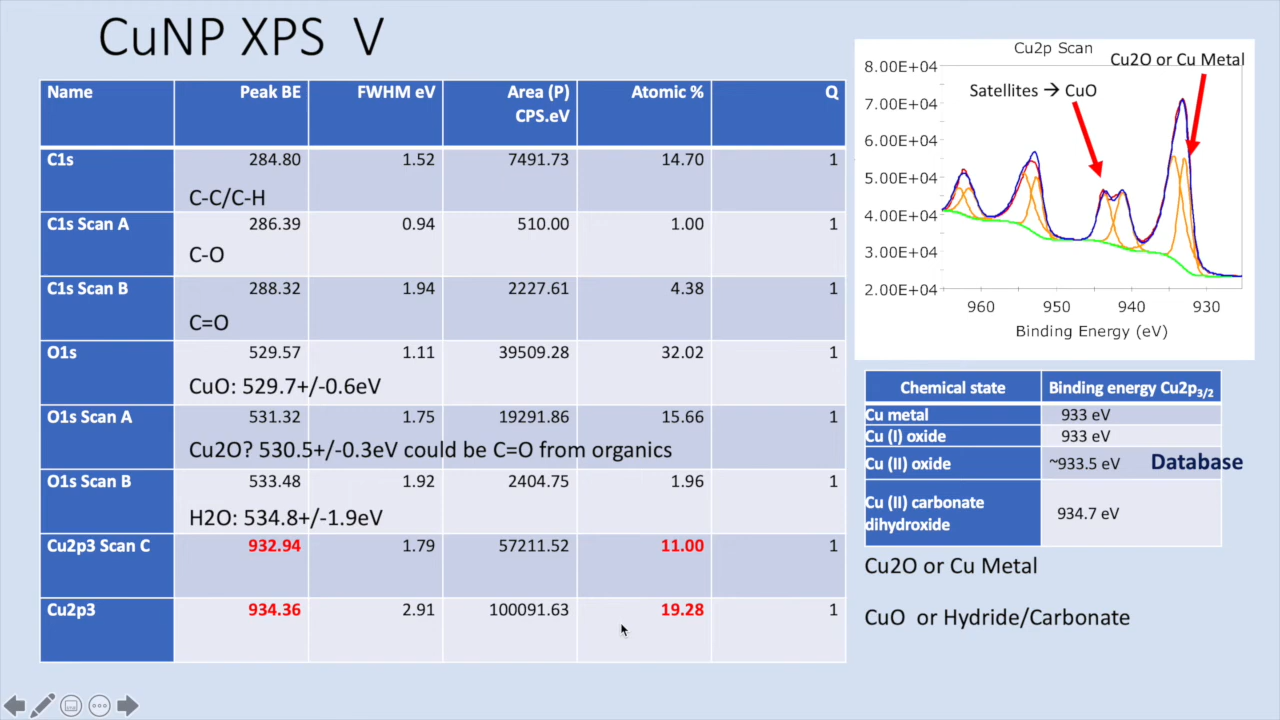 CuNP XPS V
Name Peak BE FWHM eV Area (P) CPS.eV Atomic % Q
C1s 284.80 1.52 7491.73 14.70 1
C-C/C-H
C1s Scan A 286.39 0.94 510.00 1.00 1
C-O
C1s Scan B 288.32 1.94 2227.61 4.38 1
C=O
O1s 529.57 1.11 39509.28 32.02 1
CuO: 529.7+/-0.6eV
O1s Scan A 531.32 1.75 19291.86 15.66 1
Cu2O? 530.5+/-0.3eV could be C=O from organics
O1s Scan B 533.48 1.92 2404.75 1.96 1
H2O: 534.8+/-1.9eV
Cu2p3 Scan C 932.94 1.79 57211.52 11.00 1
Cu2p3 934.36 2.91 100091.63 19.28 1
Cu2p Scan
Cu2O or Cu Metal
Satellites → CuO
8.00E+04
7.00E+04
6.00E+04
5.00E+04
4.00E+04
3.00E+04
2.00E+04
960 950 940 930
Binding Energy (eV)
Chemical state Binding energy Cu2p3/2
Cu metal 933 eV
Cu (I) oxide 933 eV
Cu (II) oxide ~933.5 eV Database
Cu (II) carbonate
dihydroxide 934.7 eV
Cu2O or Cu Metal
CuO or Hydride/Carbonate